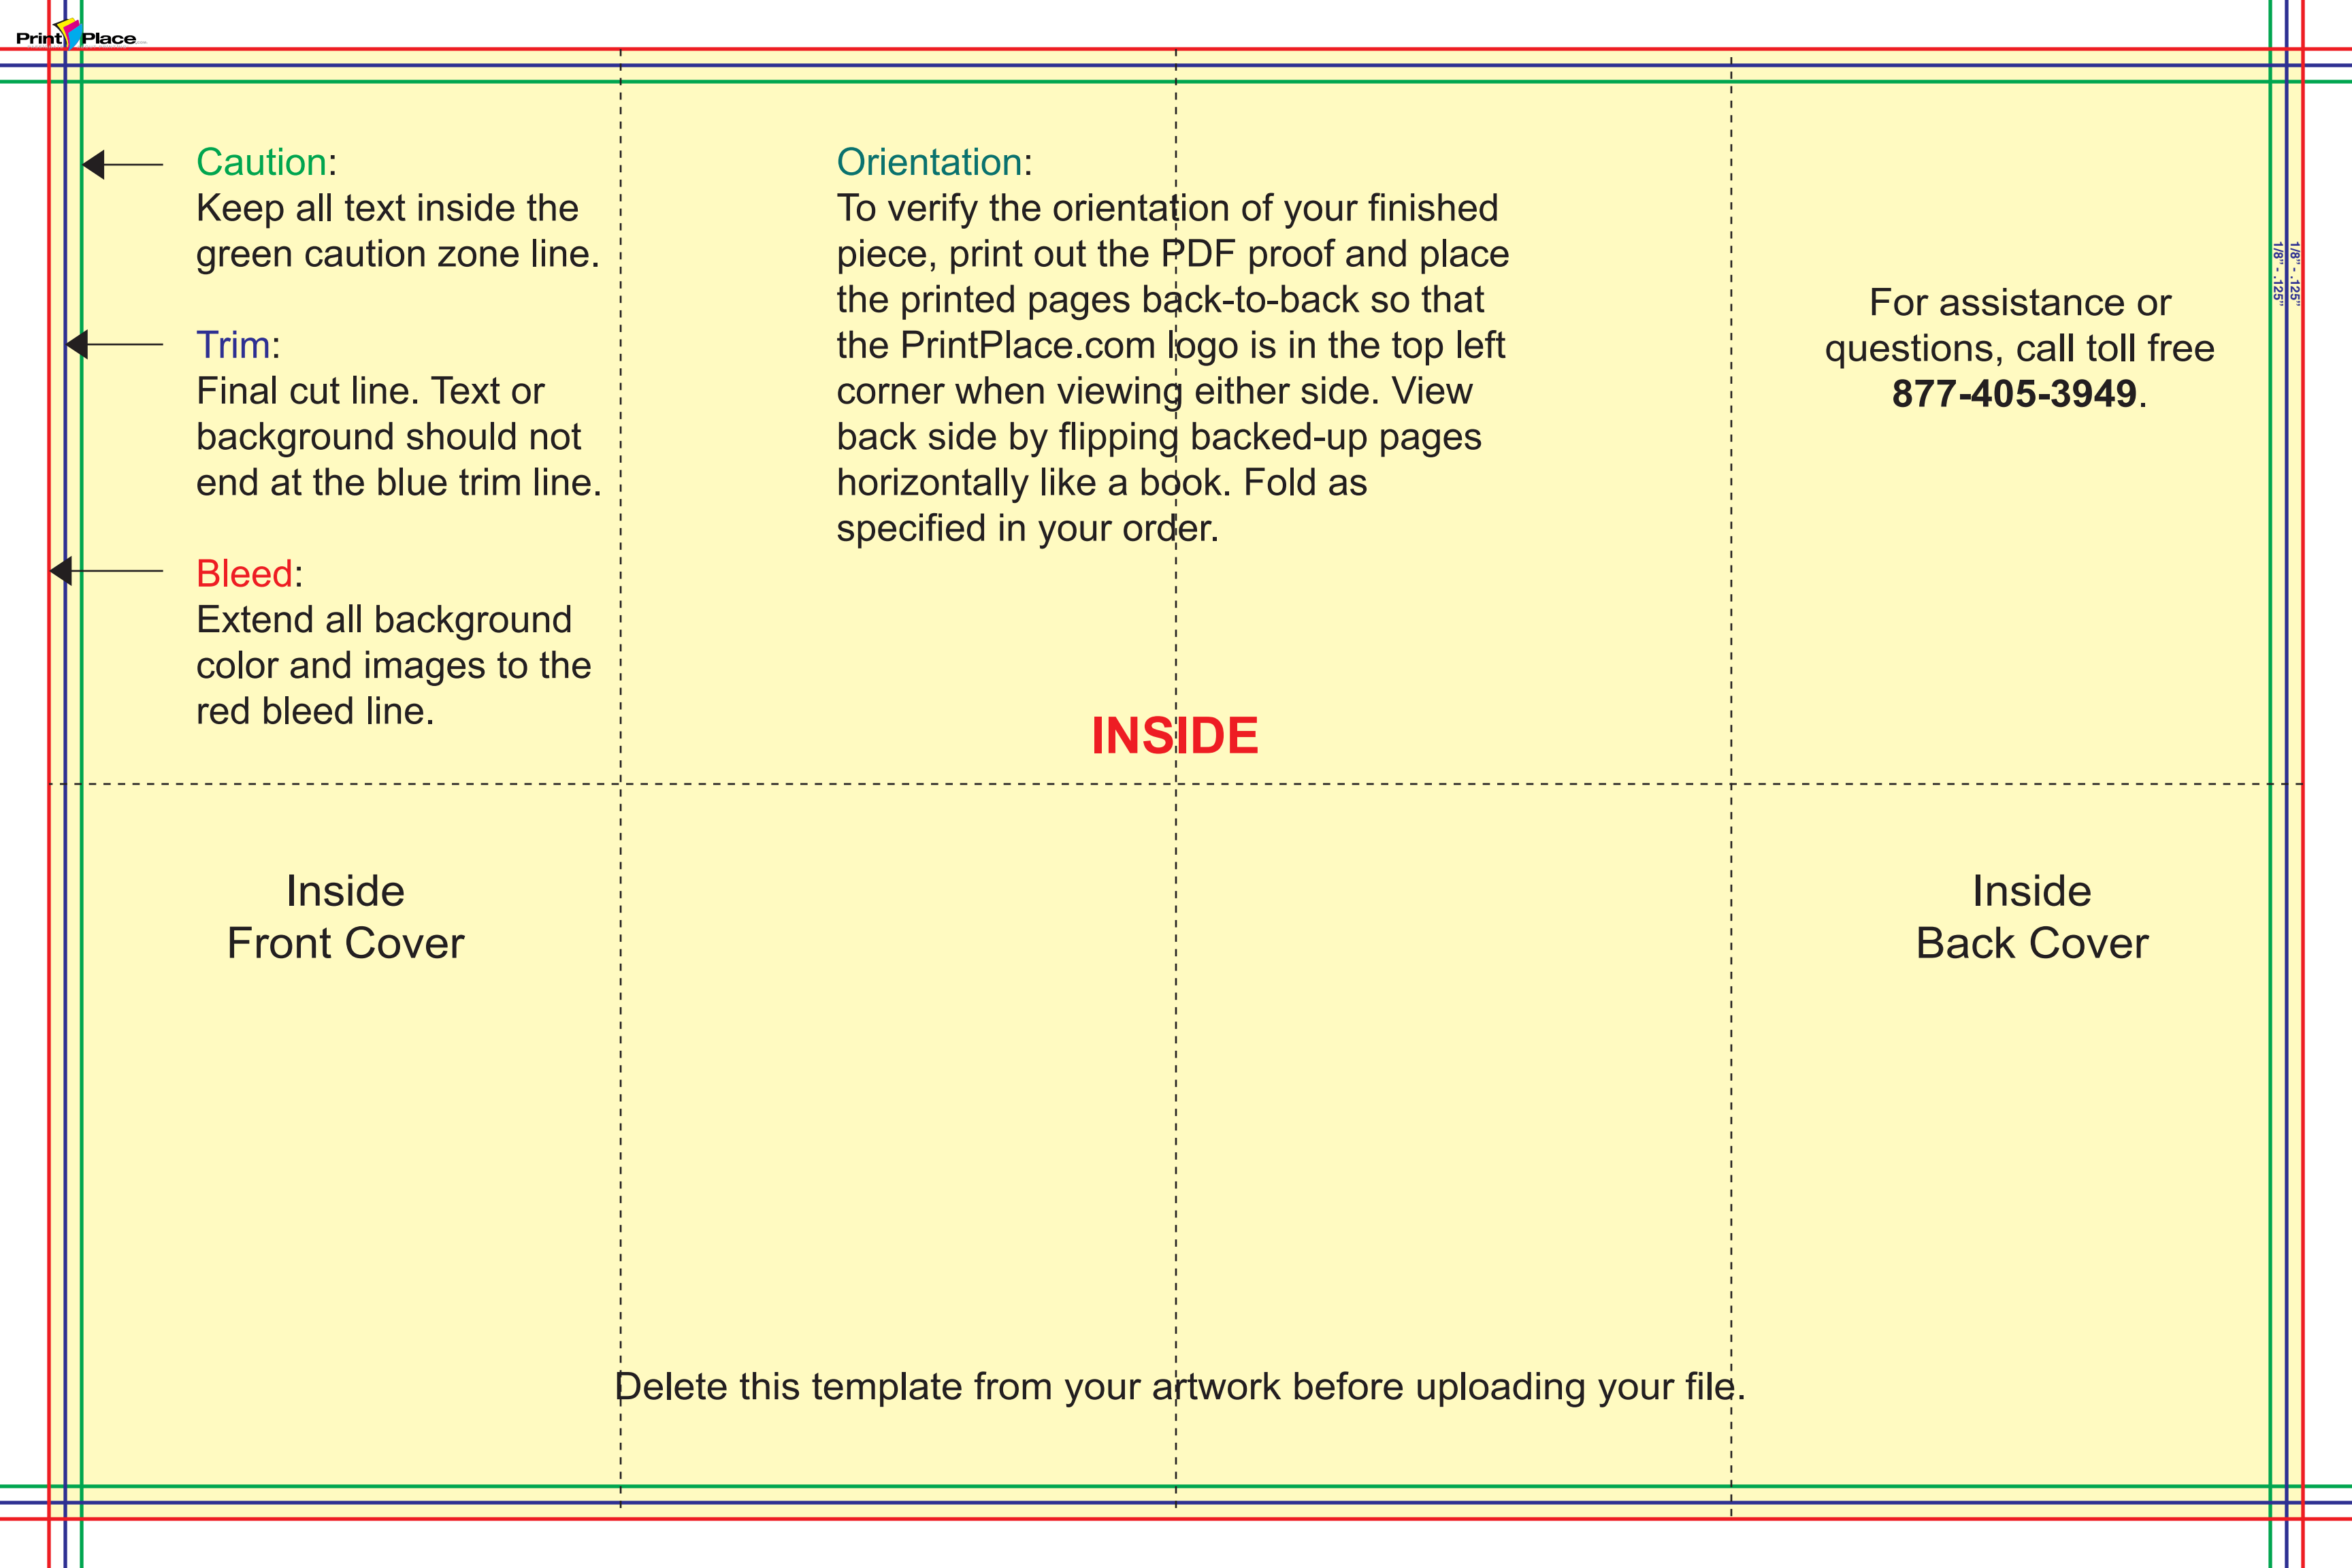 Print Place
Caution:
Keep all text inside the
green caution zone line.
Trim:
Final cut line. Text or
background should not
end at the blue trim line.
Bleed:
Extend all background
color and images to the
red bleed line.
Orientation:
To verify the orientation of your finished
piece, print out the PDF proof and place
the printed pages back-to-back so that
the PrintPlace.com logo is in the top left
corner when viewing either side. View
back side by flipping backed-up pages
horizontally like a book. Fold as
specified in your order.
For assistance or
questions, call toll free
877-405-3949.
1/8" - .125"
1/8" - .125"
INSIDE
Inside
Front Cover
Inside
Back Cover
Delete this template from your artwork before uploading your file.